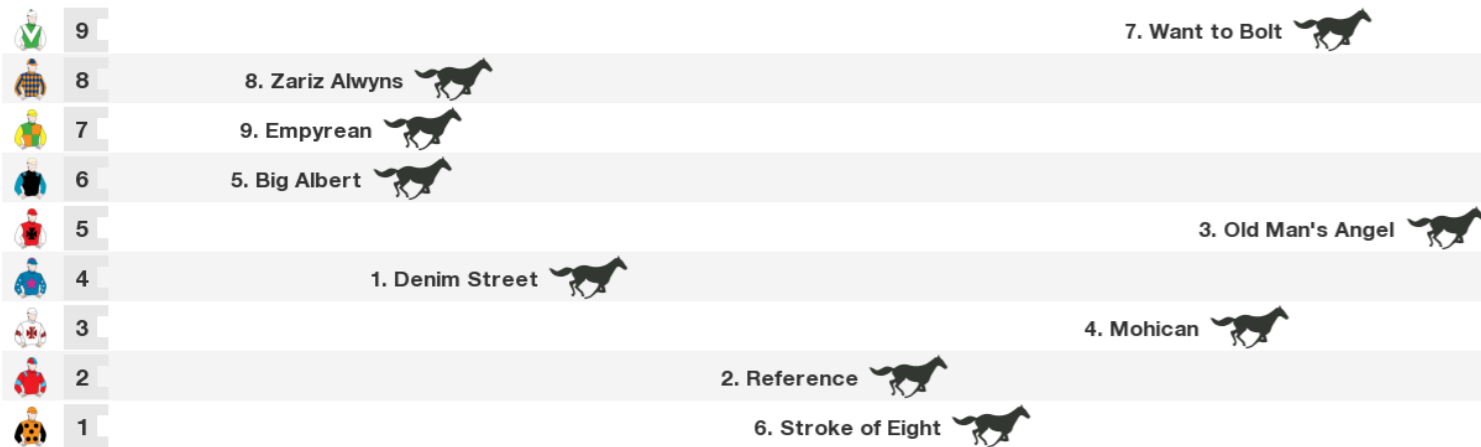 9 7. Want to Bolt
8 8. Zariz Alwyns
7 9. Empyrean
6 5. Big Albert
5 3. Old Man's Angel
4 1. Denim Street
3 4. Mohican
2 2. Reference
1 6. Stroke of Eight